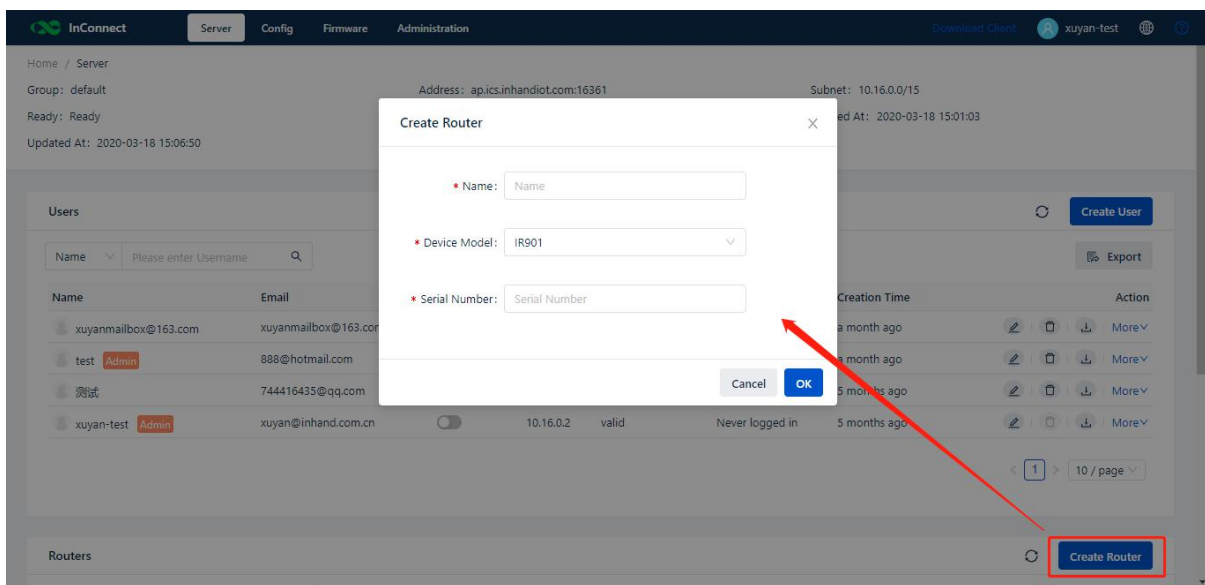 InConnect Server Config Firmware Administration Download Client xuyan-test
Home / Server
Group: default Address: ap.ics.inhandiot.com:16361 Subnet: 10.16.0.0/15
Ready: Ready ed At: 2020-03-18 15:01:03
Updated At: 2020-03-18 15:06:50
Create Router
* Name: Name
* Device Model: IR901
* Serial Number: Serial Number
Cancel OK
Users Create User
Name Please enter Username Export
Name Email Creation Time Action
xuyanmailbox@163.com xuyanmailbox@163.cor a month ago More
test Admin 888@hotmail.com a month ago More
测试 744416435@qq.com 5 months ago More
xuyan-test Admin xuyan@inhand.com.cn 10.16.0.2 valid Never logged in 5 months ago More
< 1 > 10 / page
Routers Create Router